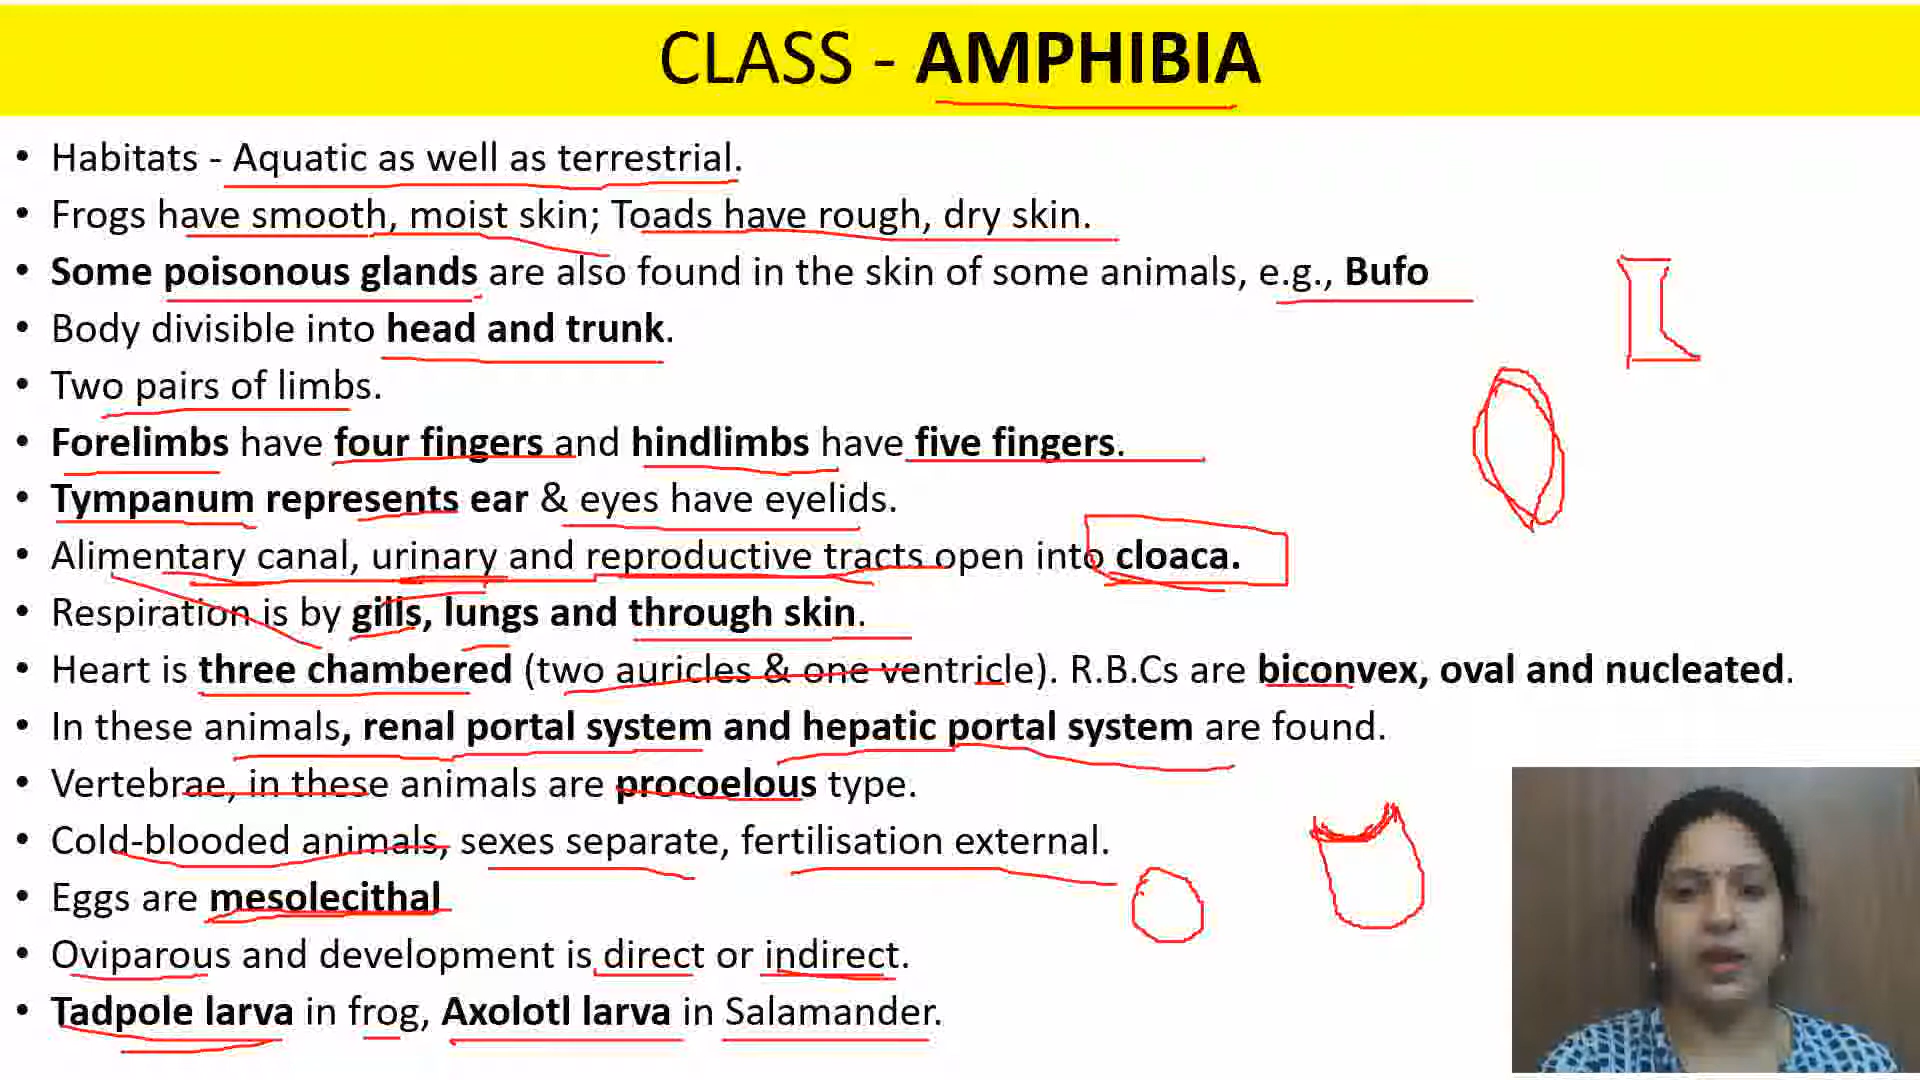 CLASS - AMPHIBIA
• Habitats - Aquatic as well as terrestrial.
• Frogs have smooth, moist skin; Toads have rough, dry skin.
• Some poisonous glands are also found in the skin of some animals, e.g., Bufo
• Body divisible into head and trunk.
• Two pairs of limbs.
• Forelimbs have four fingers and hindlimbs have five fingers.
• Tympanum represents ear & eyes have eyelids.
• Alimentary canal, urinary and reproductive tracts open into cloaca.
• Respiration is by gills, lungs and through skin.
• Heart is three chambered (two auricles & one ventricle). R.B.Cs are biconvex, oval and nucleated.
• In these animals, renal portal system and hepatic portal system are found.
• Vertebrae, in these animals are procoelous type.
• Cold-blooded animals, sexes separate, fertilisation external.
• Eggs are mesolecithal
• Oviparous and development is direct or indirect.
• Tadpole larva in frog, Axolotl larva in Salamander.